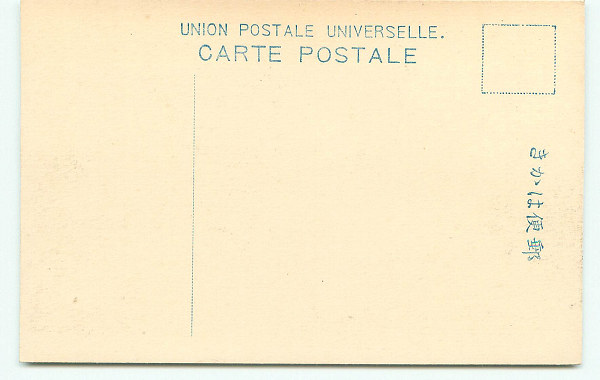 UNION POSTALE UNIVERSELLE.
CARTE POSTALE
きかは便郵